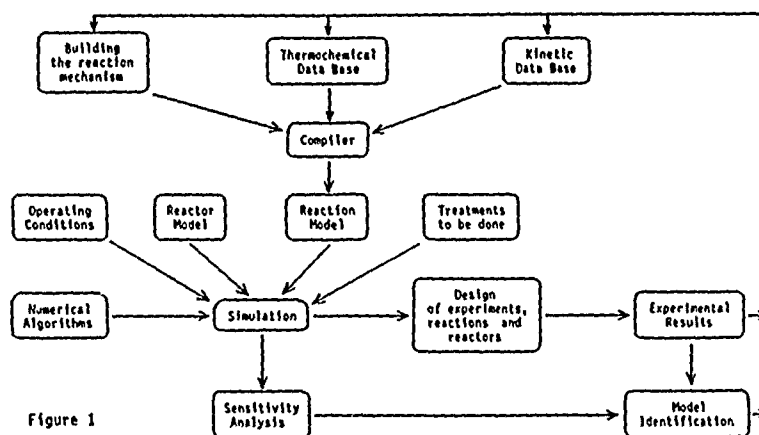 Building
the reaction
mechanism
Thermochemical
Data Base
Kinetic
Data Base
Compiler
Operating
Conditions
Reactor
Model
Reaction
Model
Treatments
to be done
Numerical
Algorithms
Simulation
Design
of experiments,
reactions and
reactors
Experimental
Results
Sensitivity
Analysis
Model
Identification
Figure 1